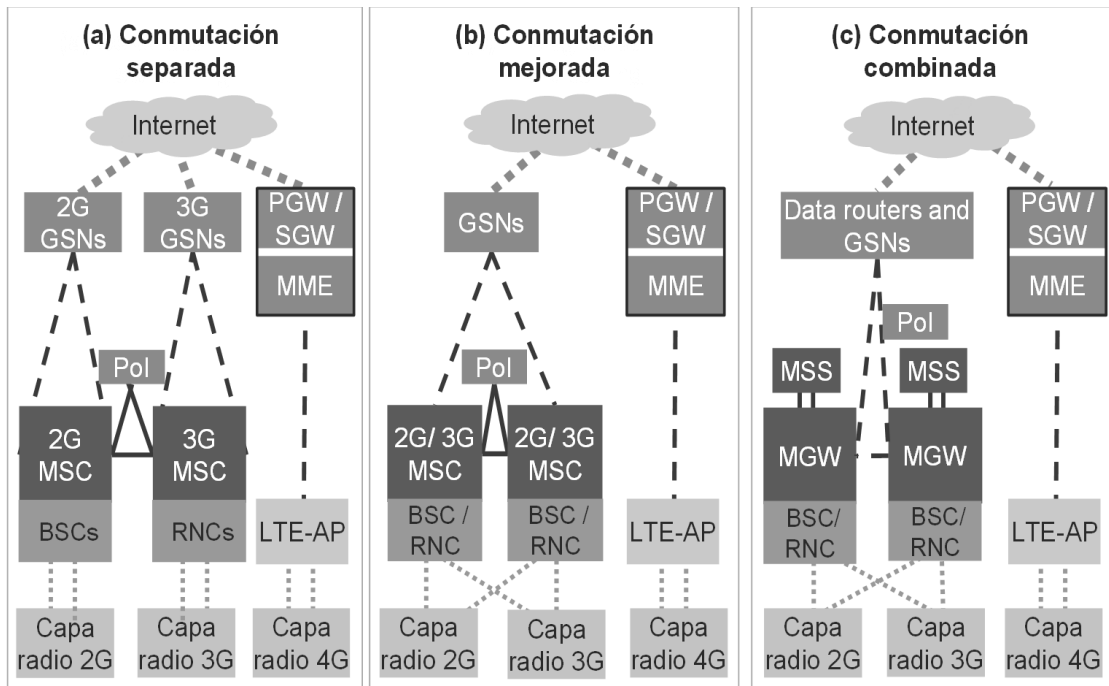 (a) Conmutación
separada
Internet
2G
GSNs
3G
GSNs
PGW /
SGW
MME
PoI
2G
MSC
3G
MSC
BSCs
RNCs
LTE-AP
Capa
radio 2G
Capa
radio 3G
Capa
radio 4G
(b) Conmutación
mejorada
Internet
GSNs
PGW /
SGW
MME
PoI
2G/ 3G
MSC
2G/ 3G
MSC
BSC /
RNC
BSC /
RNC
LTE-AP
Capa
radio 2G
Capa
radio 3G
Capa
radio 4G
(c) Conmutación
combinada
Internet
Data routers and
GSNs
PGW /
SGW
MME
PoI
MSS
MSS
MGW
MGW
BSC/
RNC
BSC/
RNC
LTE-AP
Capa
radio 2G
Capa
radio 3G
Capa
radio 4G